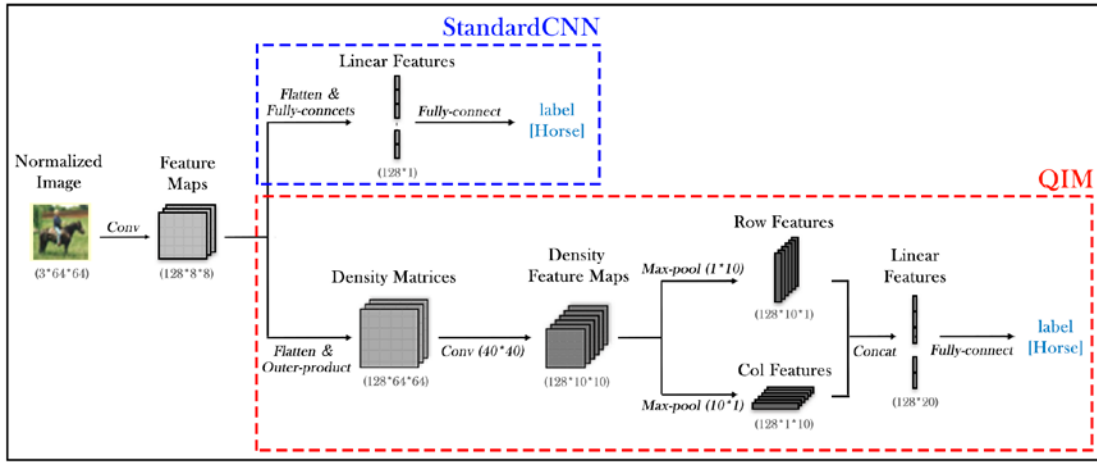 StandardCNN
Linear Features
Flatten &
Fully-conncets
Fully-connect
label
[Horse]
(128*1)
Normalized
Image
Feature
Maps
Conv
(3*64*64)
(128*8*8)
QIM
Density Matrices
Flatten &
Outer-product
(128*64*64)
Conv (40*40)
Density
Feature Maps
(128*10*10)
Max-pool (1*10)
Row Features
(128*10*1)
Max-pool (10*1)
Col Features
(128*1*10)
Concat
Linear
Features
(128*20)
Fully-connect
label
[Horse]